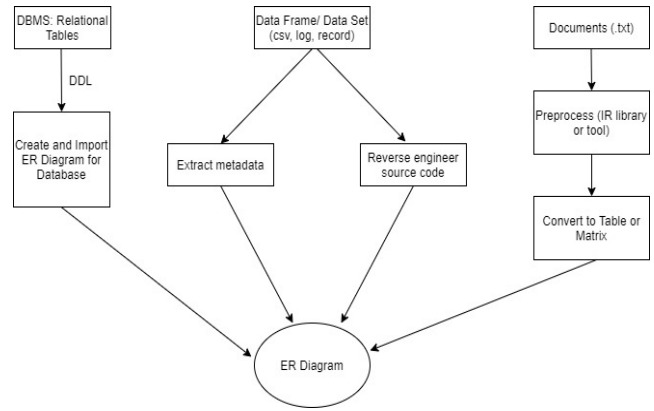 DBMS: Relational
Tables
Data Frame/ Data Set
(csv, log, record)
Documents (.txt)
DDL
Create and Import
ER Diagram for
Database
Extract metadata
Reverse engineer
source code
Preprocess (IR library
or tool)
Convert to Table or
Matrix
ER Diagram